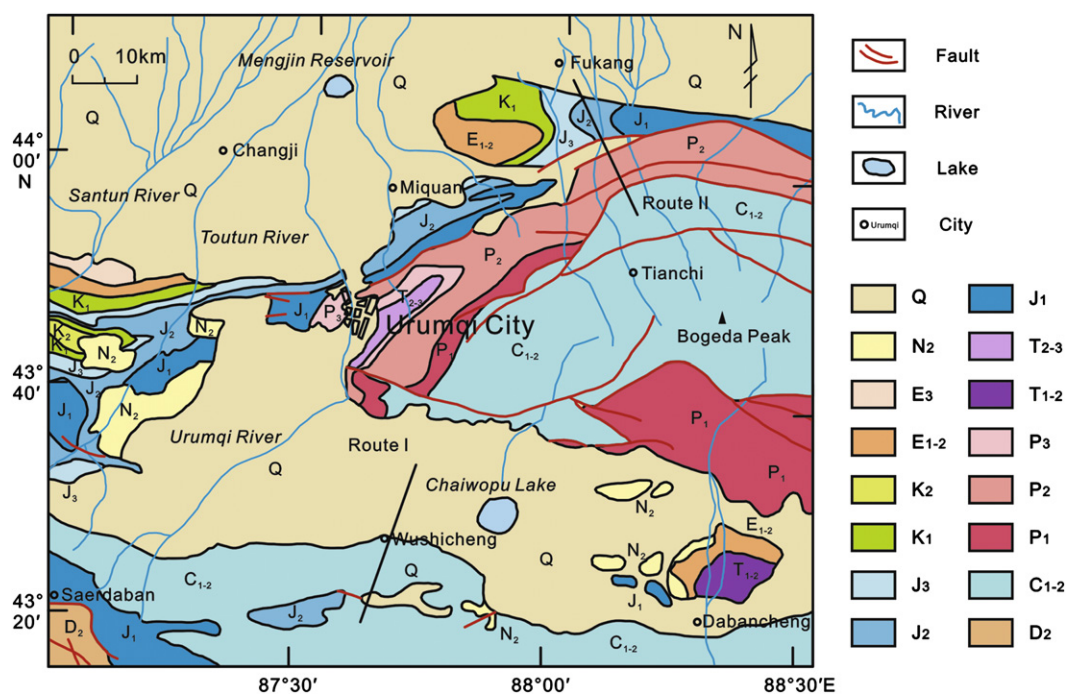 0 10km
Mengjin Reservoir
Fukang
N
Q
Q
Q
K1
J2
J1
44°
00′
N
E1-2
J3
P2
Changji
Miquan
Santun River
Q
J2
Route II
C1-2
Toutun River
P2
Tianchi
K1
J1
P3
T2-3
Urumqi City
Bogeda Peak
K2
K1
N2
J2
N2
P1
C1-2
J3
J1
43°
40′
J2
J1
N2
P1
Urumqi River
Route I
Q
P1
Chaiwopu Lake
J3
N2
E1-2
Wushicheng
Q
N2
T1-2
C1-2
Q
Saerdaban
J1
43°
20′
J2
Dabancheng
D2
J1
N2
C1-2
87°30′ 88°00′ 88°30′
Fault
River
Lake
Urumqi City
Q J1
N2 T2-3
E3 T1-2
E1-2 P3
K2 P2
K1 P1
J3 C1-2
J2 D2